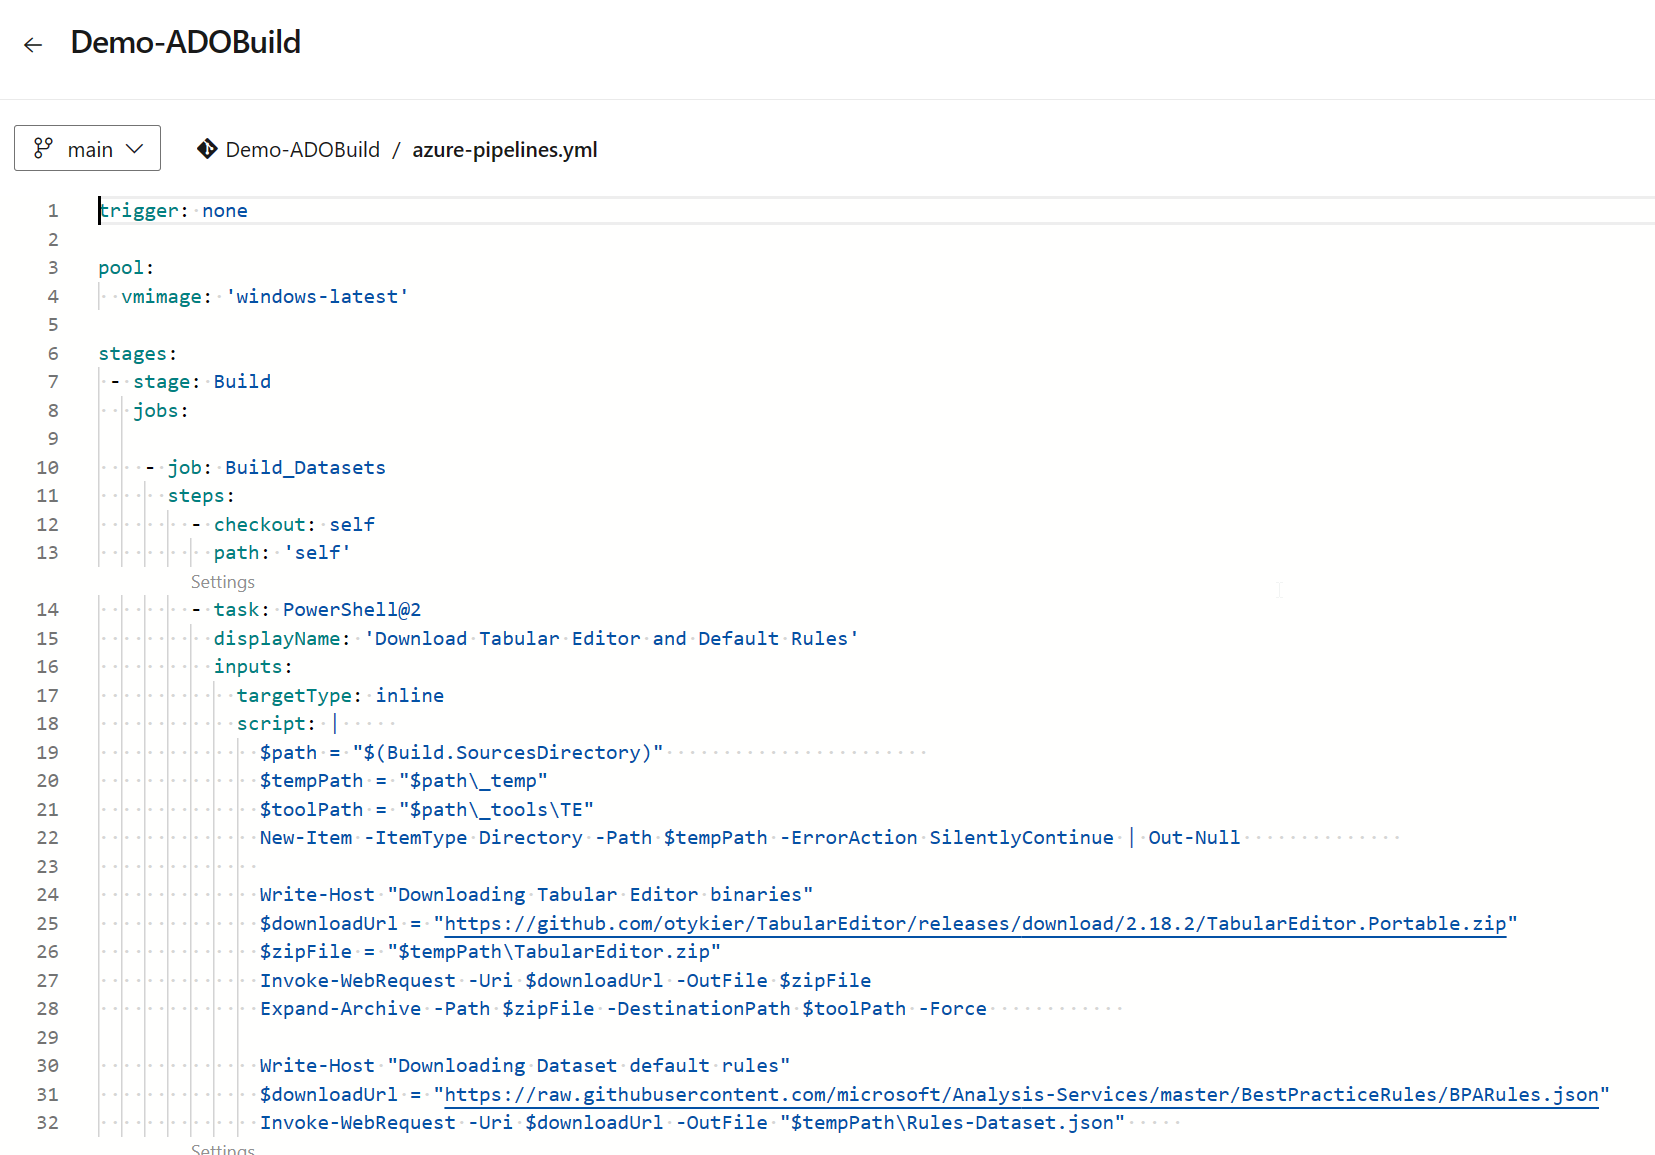 Demo-ADOBuild
main
Demo-ADOBuild / azure-pipelines.yml
1 trigger: none
2
3 pool:
4   vmimage: 'windows-latest'
5
6 stages:
7  - stage: Build
8    jobs:
9
10     - job: Build_Datasets
11       steps:
12         - checkout: self
13           path: 'self'
Settings
14         - task: PowerShell@2
15           displayName: 'Download Tabular Editor and Default Rules'
16           inputs:
17             targetType: inline
18             script: |
19               $path = "$(Build.SourcesDirectory)"
20               $tempPath = "$path\_temp"
21               $toolPath = "$path\_tools\TE"
22               New-Item -ItemType Directory -Path $tempPath -ErrorAction SilentlyContinue | Out-Null
23
24               Write-Host "Downloading Tabular Editor binaries"
25               $downloadUrl = "https://github.com/otykier/TabularEditor/releases/download/2.18.2/TabularEditor.Portable.zip"
26               $zipFile = "$tempPath\TabularEditor.zip"
27               Invoke-WebRequest -Uri $downloadUrl -OutFile $zipFile
28               Expand-Archive -Path $zipFile -DestinationPath $toolPath -Force
29
30               Write-Host "Downloading Dataset default rules"
31               $downloadUrl = "https://raw.githubusercontent.com/microsoft/Analysis-Services/master/BestPracticeRules/BPARules.json"
32               Invoke-WebRequest -Uri $downloadUrl -OutFile "$tempPath\Rules-Dataset.json"
Settings